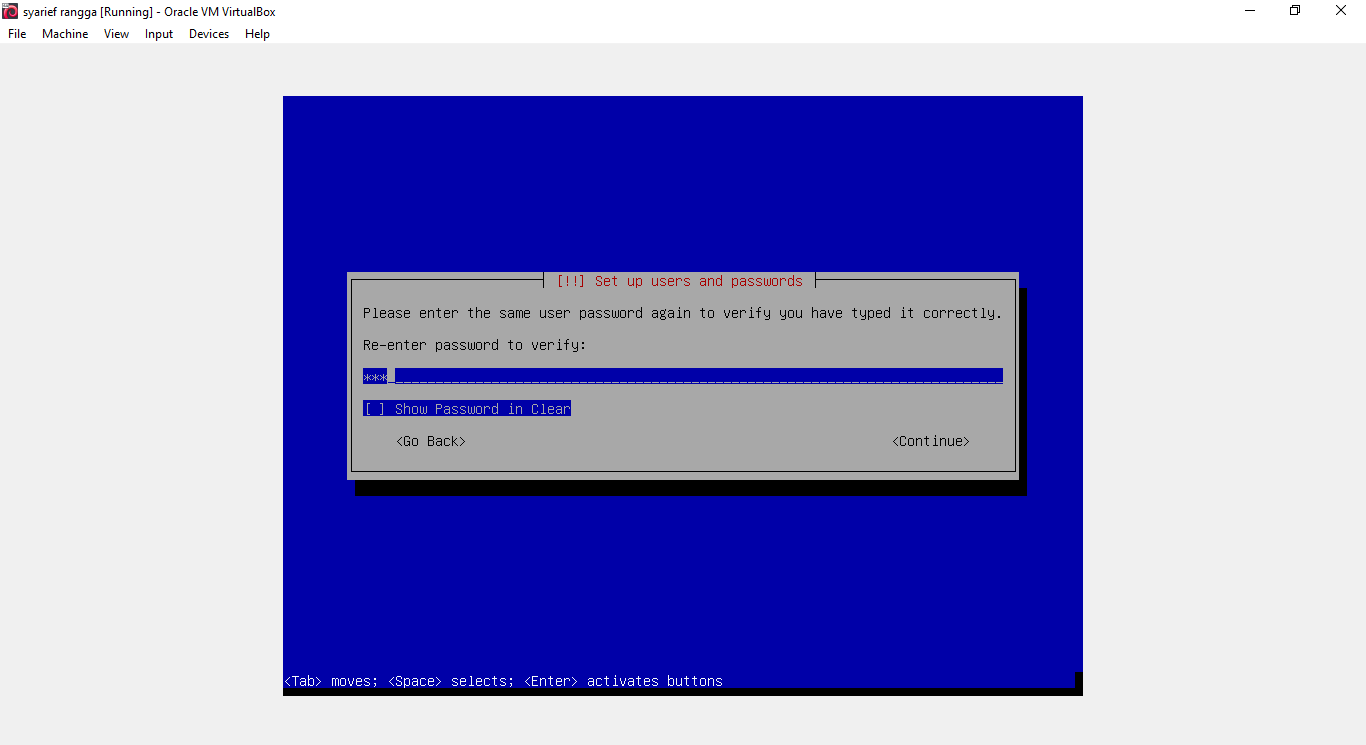 syarief rangga [Running] - Oracle VM VirtualBox
File Machine View Input Devices Help
[!!] Set up users and passwords
Please enter the same user password again to verify you have typed it correctly.
Re-enter password to verify:
***
[ ] Show Password in Clear
<Go Back> <Continue>
<Tab> moves; <Space> selects; <Enter> activates buttons